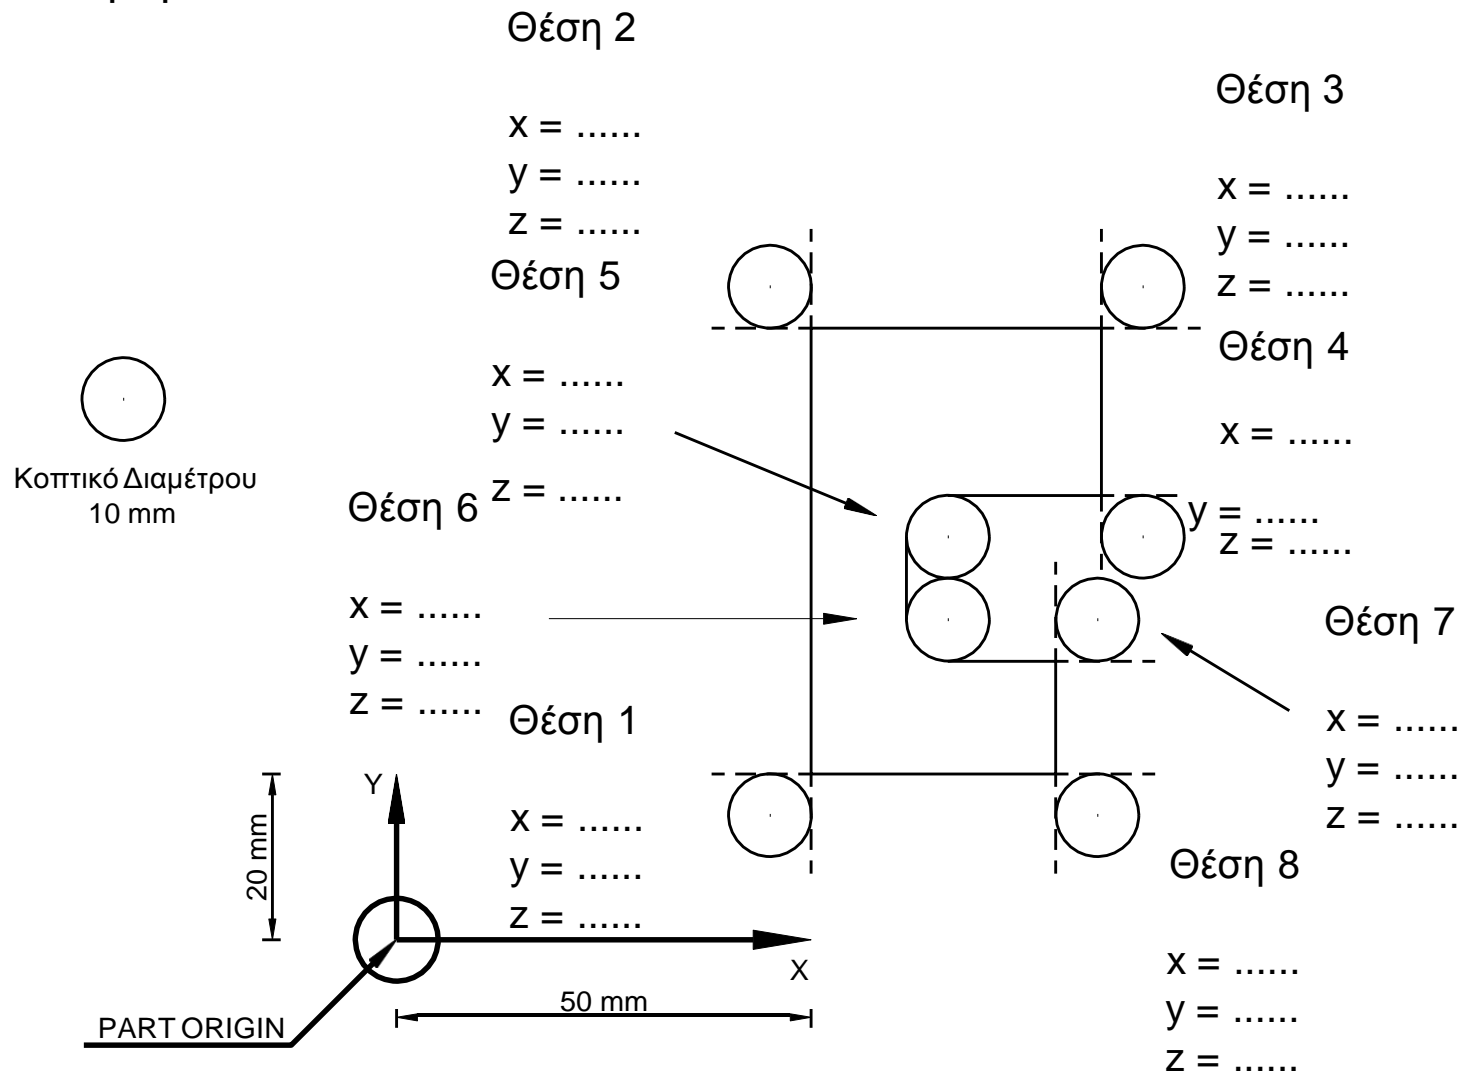 Θέση 2
x = ......
y = ......
z = ......
Θέση 3
x = ......
y = ......
z = ......
Θέση 5
x = ......
y = ......
z = ......
Θέση 4
x = ......
y = ......
z = ......
Κοπτικό Διαμέτρου
10 mm
Θέση 6
x = ......
y = ......
z = ......
Θέση 7
x = ......
y = ......
z = ......
Θέση 1
x = ......
y = ......
z = ......
Θέση 8
x = ......
y = ......
z = ......
Y
20 mm
X
50 mm
PART ORIGIN